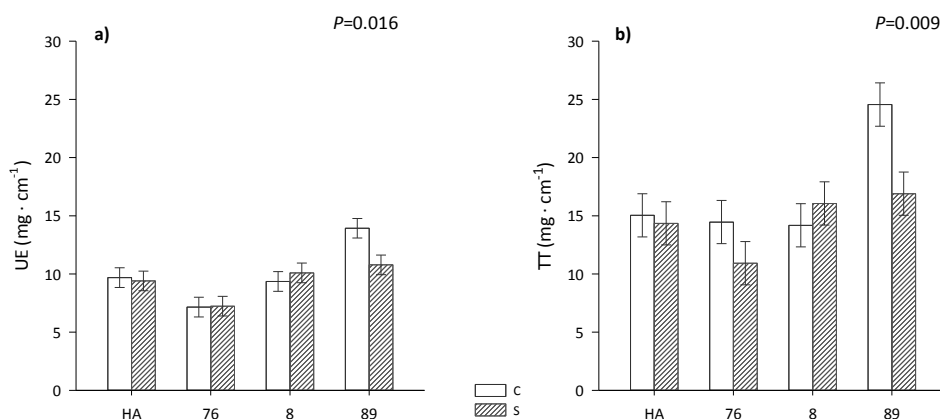 a)
P=0.016
UE (mg · cm⁻¹)
30
25
20
15
10
5
0
HA 76 8 89
C
S
b)
P=0.009
TT (mg · cm⁻¹)
30
25
20
15
10
5
0
HA 76 8 89